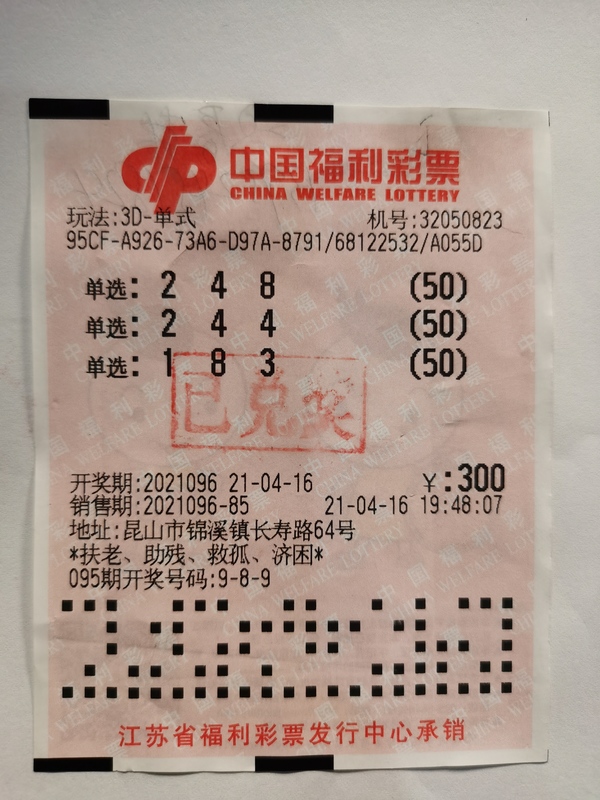 中国福利彩票
CHINA WELFARE LOTTERY
玩法:3D-单式 机号:32050823
95CF-A926-73A6-D97A-8791/68122532/A055D
单选: 2 4 8 (50)
单选: 2 4 4 (50)
单选: 1 8 3 (50)
已兑奖
开奖期:2021096 21-04-16 ¥:300
销售期:2021096-85 21-04-16 19:48:07
地址:昆山市锦溪镇长寿路64号
*扶老、助残、救孤、济困*
095期开奖号码:9-8-9
江苏省福利彩票发行中心承销